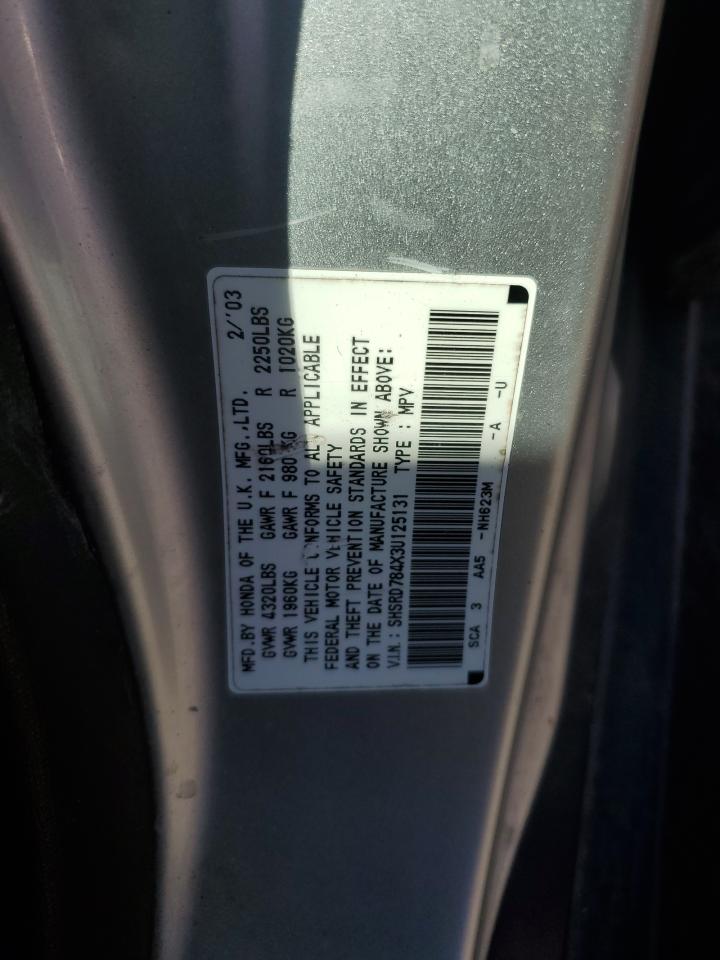 MFD.BY HONDA OF THE U.K. MFG.,LTD. 2/'03
GVWR 4320LBS GAWR F 2160LBS R 2250LBS
GVWR 1960KG GAWR F 980 KG R 1020KG
THIS VEHICLE CONFORMS TO ALL APPLICABLE
FEDERAL MOTOR VEHICLE SAFETY
AND THEFT PREVENTION STANDARDS IN EFFECT
ON THE DATE OF MANUFACTURE SHOWN ABOVE:
V.I.N.: SHSRD784X3U125131 TYPE : MPV
SCA 3 AA5 -NH623M -A -U